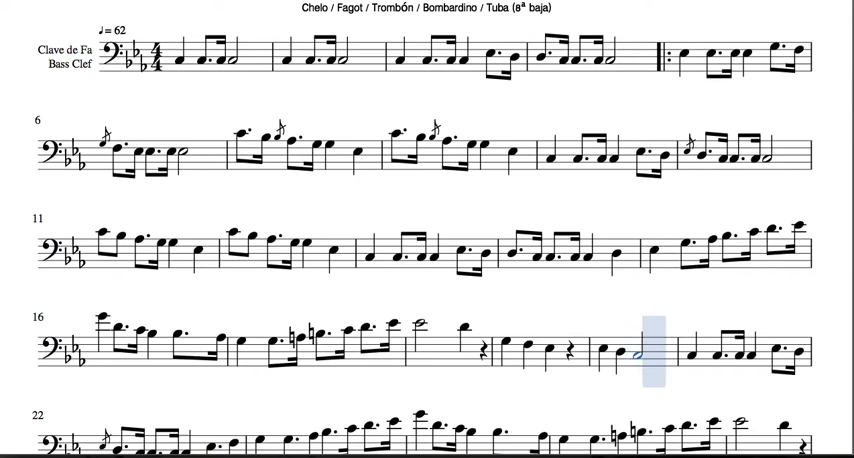 Chelo / Fagot / Trombón / Bombardino / Tuba (8ª baja)
♩= 62
Clave de Fa
Bass Clef
6
11
16
22